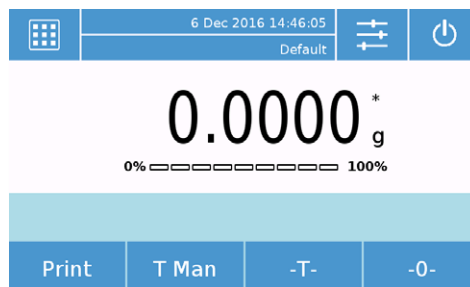 6 Dec 2016 14:46:05
Default
0.0000 *
g
0% 100%
Print T Man -T- -0-